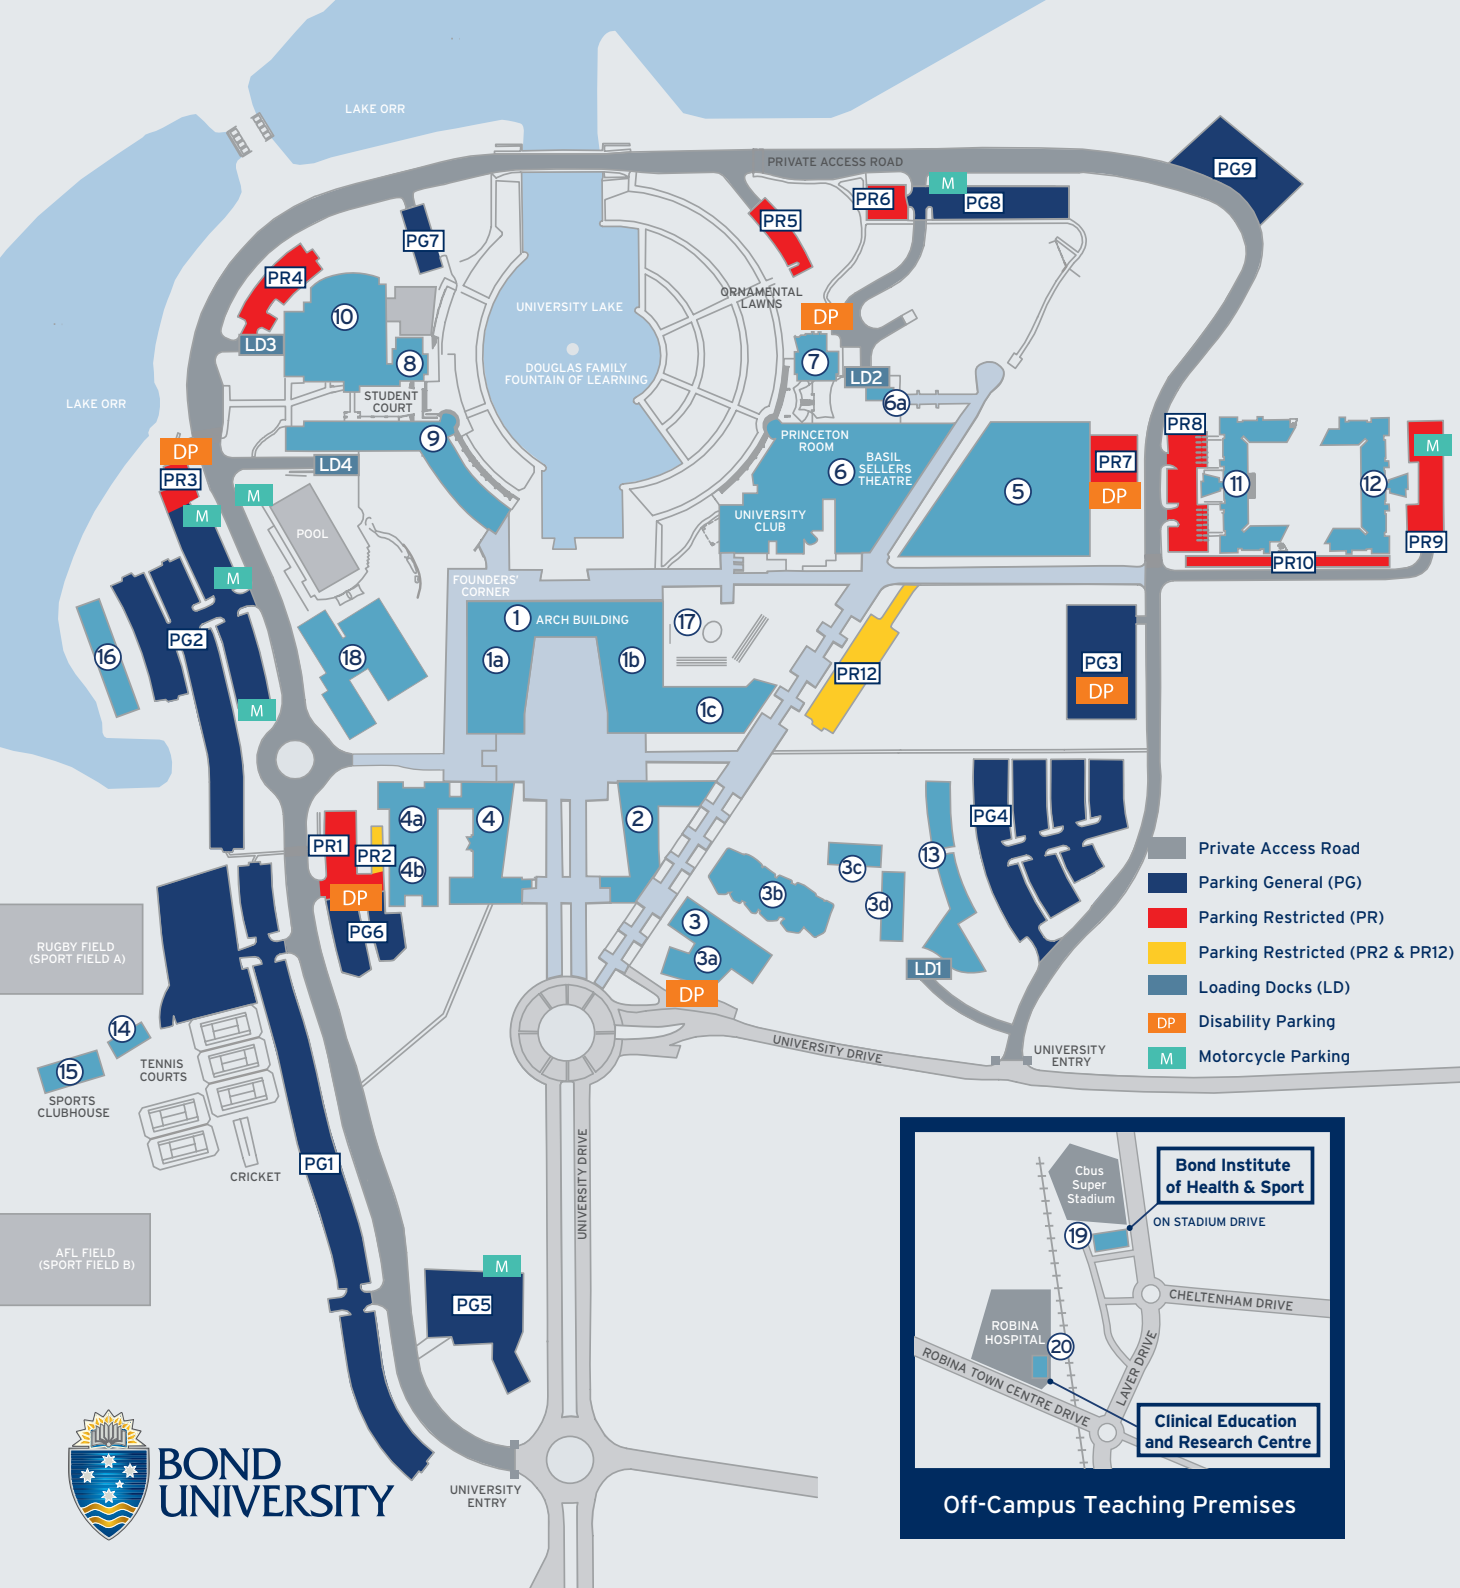 LAKE ORR
PRIVATE ACCESS ROAD
PG9
M
PR6
PG8
PR5
PG7
PR4
ORNAMENTAL
LAWNS
UNIVERSITY LAKE
10
DP
LD3
8
7
DOUGLAS FAMILY
FOUNTAIN OF LEARNING
LD2
STUDENT
COURT
6a
LAKE ORR
9
PRINCETON
ROOM
PR8
DP
M
LD4
BASIL
SELLERS
THEATRE
6
PR7
PR3
11
12
5
M
DP
M
UNIVERSITY
CLUB
POOL
PR9
PR10
M
FOUNDERS'
CORNER
1
ARCH BUILDING
17
PG2
16
18
1a
1b
PR12
PG3
DP
M
1c
PR1
PR2
4a
4
2
PG4
4b
13
3c
3b
3d
DP
PG6
3
3a
LD1
DP
Private Access Road
Parking General (PG)
Parking Restricted (PR)
Parking Restricted (PR2 & PR12)
Loading Docks (LD)
DP
Disability Parking
M
Motorcycle Parking
RUGBY FIELD
(SPORT FIELD A)
14
15
TENNIS
COURTS
SPORTS
CLUBHOUSE
UNIVERSITY DRIVE
UNIVERSITY
ENTRY
CRICKET
PG1
UNIVERSITY DRIVE
AFL FIELD
(SPORT FIELD B)
M
PG5
UNIVERSITY
ENTRY
BOND
UNIVERSITY
Cbus
Super
Stadium
Bond Institute
of Health & Sport
ON STADIUM DRIVE
19
CHELTENHAM DRIVE
ROBINA
HOSPITAL
20
LAVER DRIVE
ROBINA TOWN CENTRE DRIVE
Clinical Education
and Research Centre
Off-Campus Teaching Premises